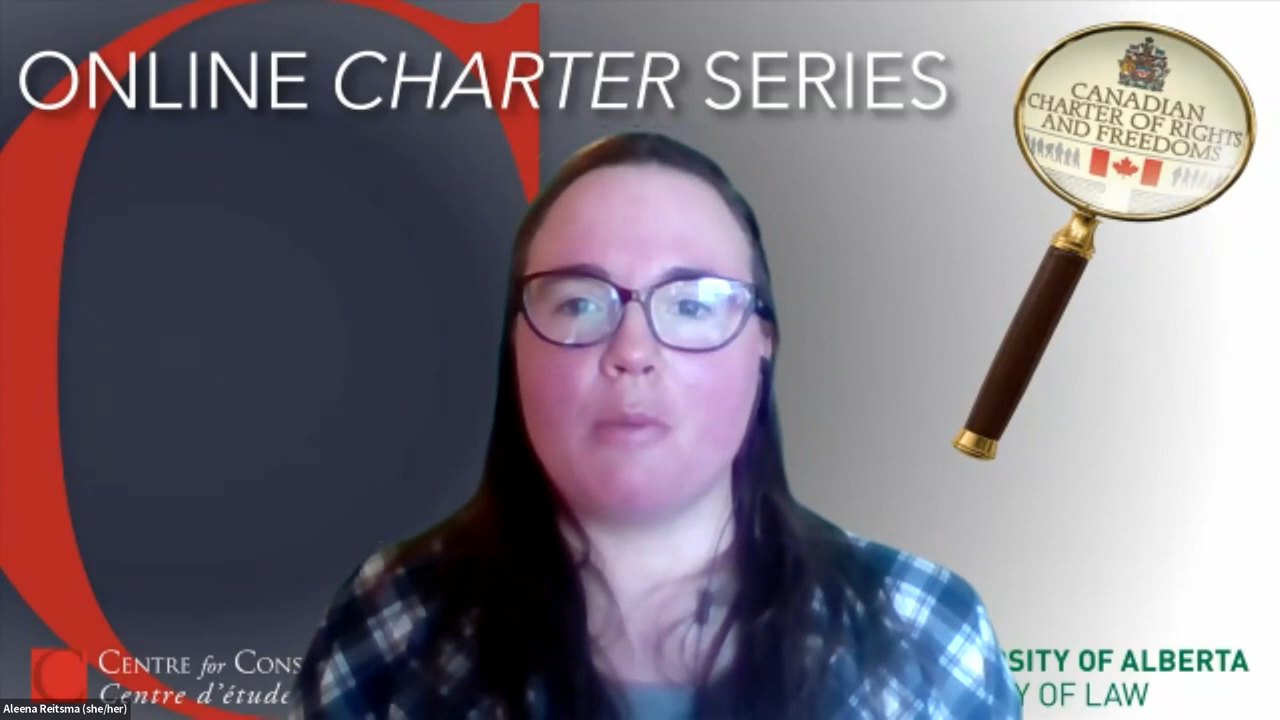 ONLINE CHARTER SERIES
CANADIAN
CHARTER OF RIGHTS
AND FREEDOMS
CENTRE for CONS
Centre d'étude
SITY OF ALBERTA
Y OF LAW
Aleena Reitsma (she/her)